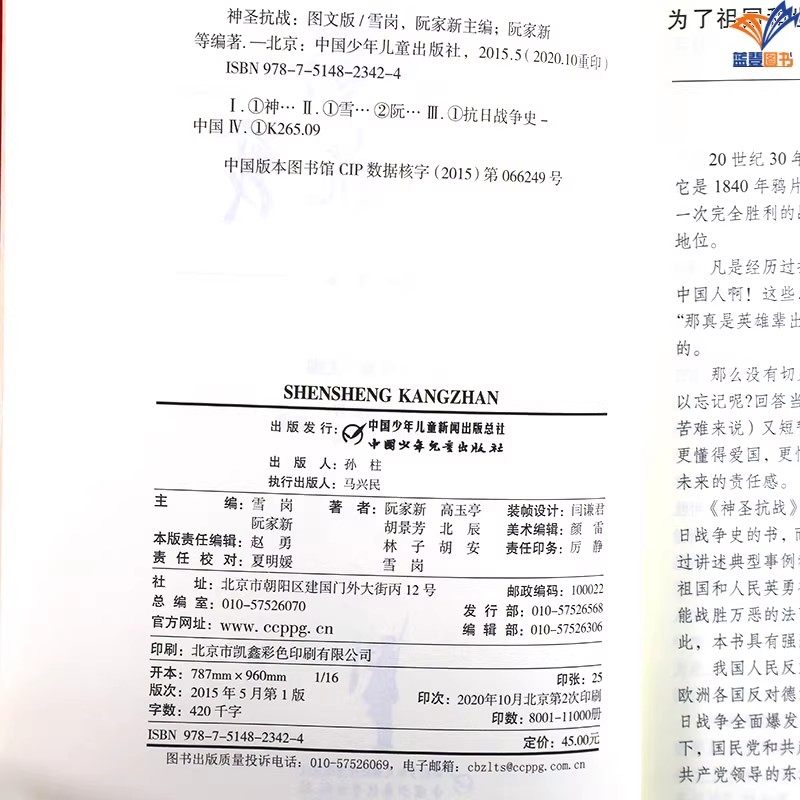 神圣抗战：图文版 / 雪岗，阮家新主编；阮家新
等编著. —北京：中国少年儿童出版社，2015.5（2020.10重印）
ISBN 978-7-5148-2342-4
Ⅰ.①神… Ⅱ.①雪… ②阮… Ⅲ.①抗日战争史 –
中国 Ⅳ.①K265.09
中国版本图书馆 CIP 数据核字（2015）第 066249 号
SHENSHENG KANGZHAN
出版发行：中国少年儿童新闻出版总社
中国少年儿童出版社
出 版 人：孙 柱
执行出版人：马兴民
主 编：雪 岗 著 者：阮家新 高玉亭 装帧设计：闫谦君
阮家新 胡景芳 北 辰 美术编辑：颜 雷
本版责任编辑：赵 勇 林 子 胡 安 责任印务：厉 静
责 任 校 对：夏明媛 雪 岗
社 址：北京市朝阳区建国门外大街丙 12 号 邮政编码：100022
总 编 室：010-57526070 发 行 部：010-57526568
官方网址：www.ccppg.cn 编 辑 部：010-57526306
印刷：北京市凯鑫彩色印刷有限公司
开本：787mm×960mm 1/16 印张：25
版次：2015 年 5 月第 1 版 印次：2020年10月北京第2次印刷
字数：420 千字 印数：8001-11000册
ISBN 978-7-5148-2342-4 定价：45.00元
图书出版质量投诉电话：010-57526069，电子邮箱：cbzlts@ccppg.com.cn
为了祖国
蓝登图书
20 世纪 30 年
它是 1840 年鸦片
一次完全胜利的
地位。
凡是经历过
中国人啊！这些
“那真是英雄辈出
的。
那么没有切
以忘记呢？回答当
苦难来说）又短暂
更懂得爱国，更
未来的责任感。
《神圣抗战》
日战争史的书，而
过讲述典型事例
祖国和人民英勇
能战胜万恶的法
此，本书具有强
我国人民反
欧洲各国反对德
日战争全面爆发
下，国民党和共
共产党领导的东